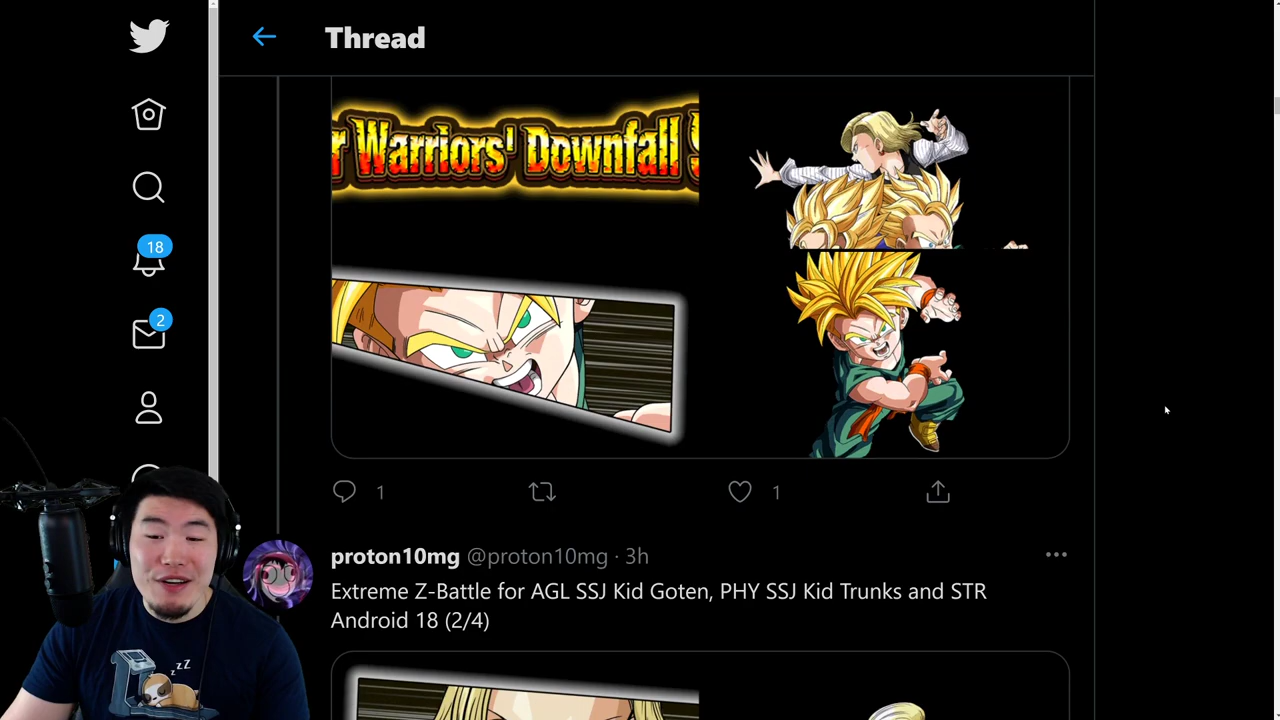 Thread
r Warriors' Downfall
18
2
1
1
proton10mg @proton10mg · 3h
Extreme Z-Battle for AGL SSJ Kid Goten, PHY SSJ Kid Trunks and STR
Android 18 (2/4)
z Z Z